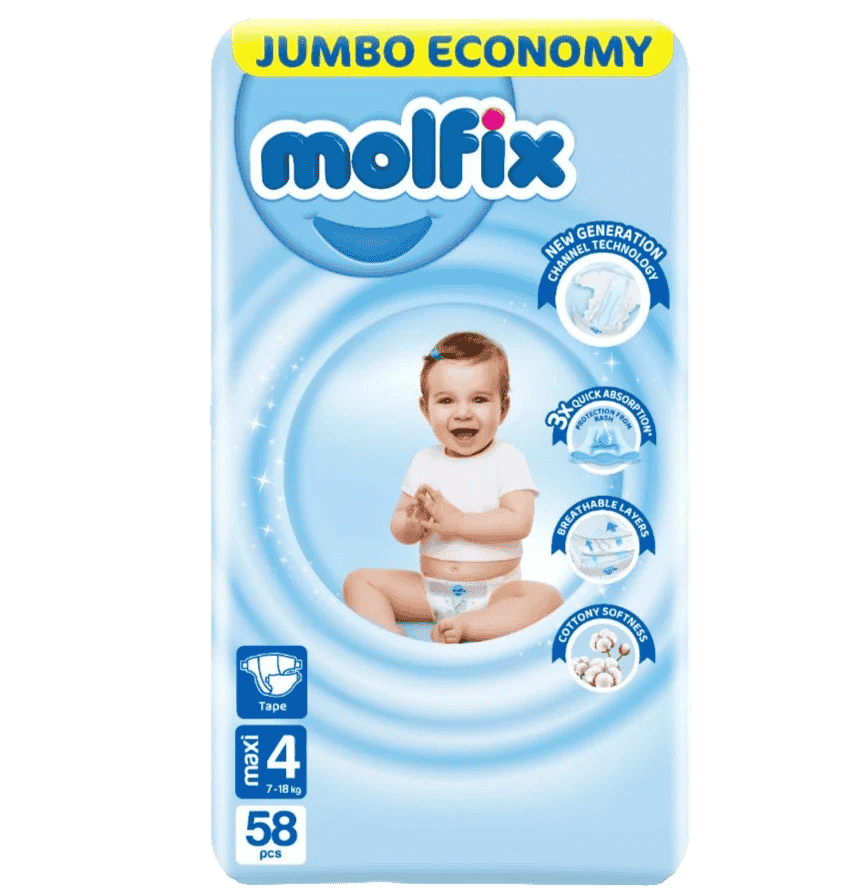 JUMBO ECONOMY
molfix
NEW GENERATION
CHANNEL TECHNOLOGY
3X QUICK ABSORPTION*
PROTECTION FROM
RASH
BREATHABLE LAYERS
COTTONY SOFTNESS
Tape
maxi 4
7-18 kg
58
pcs